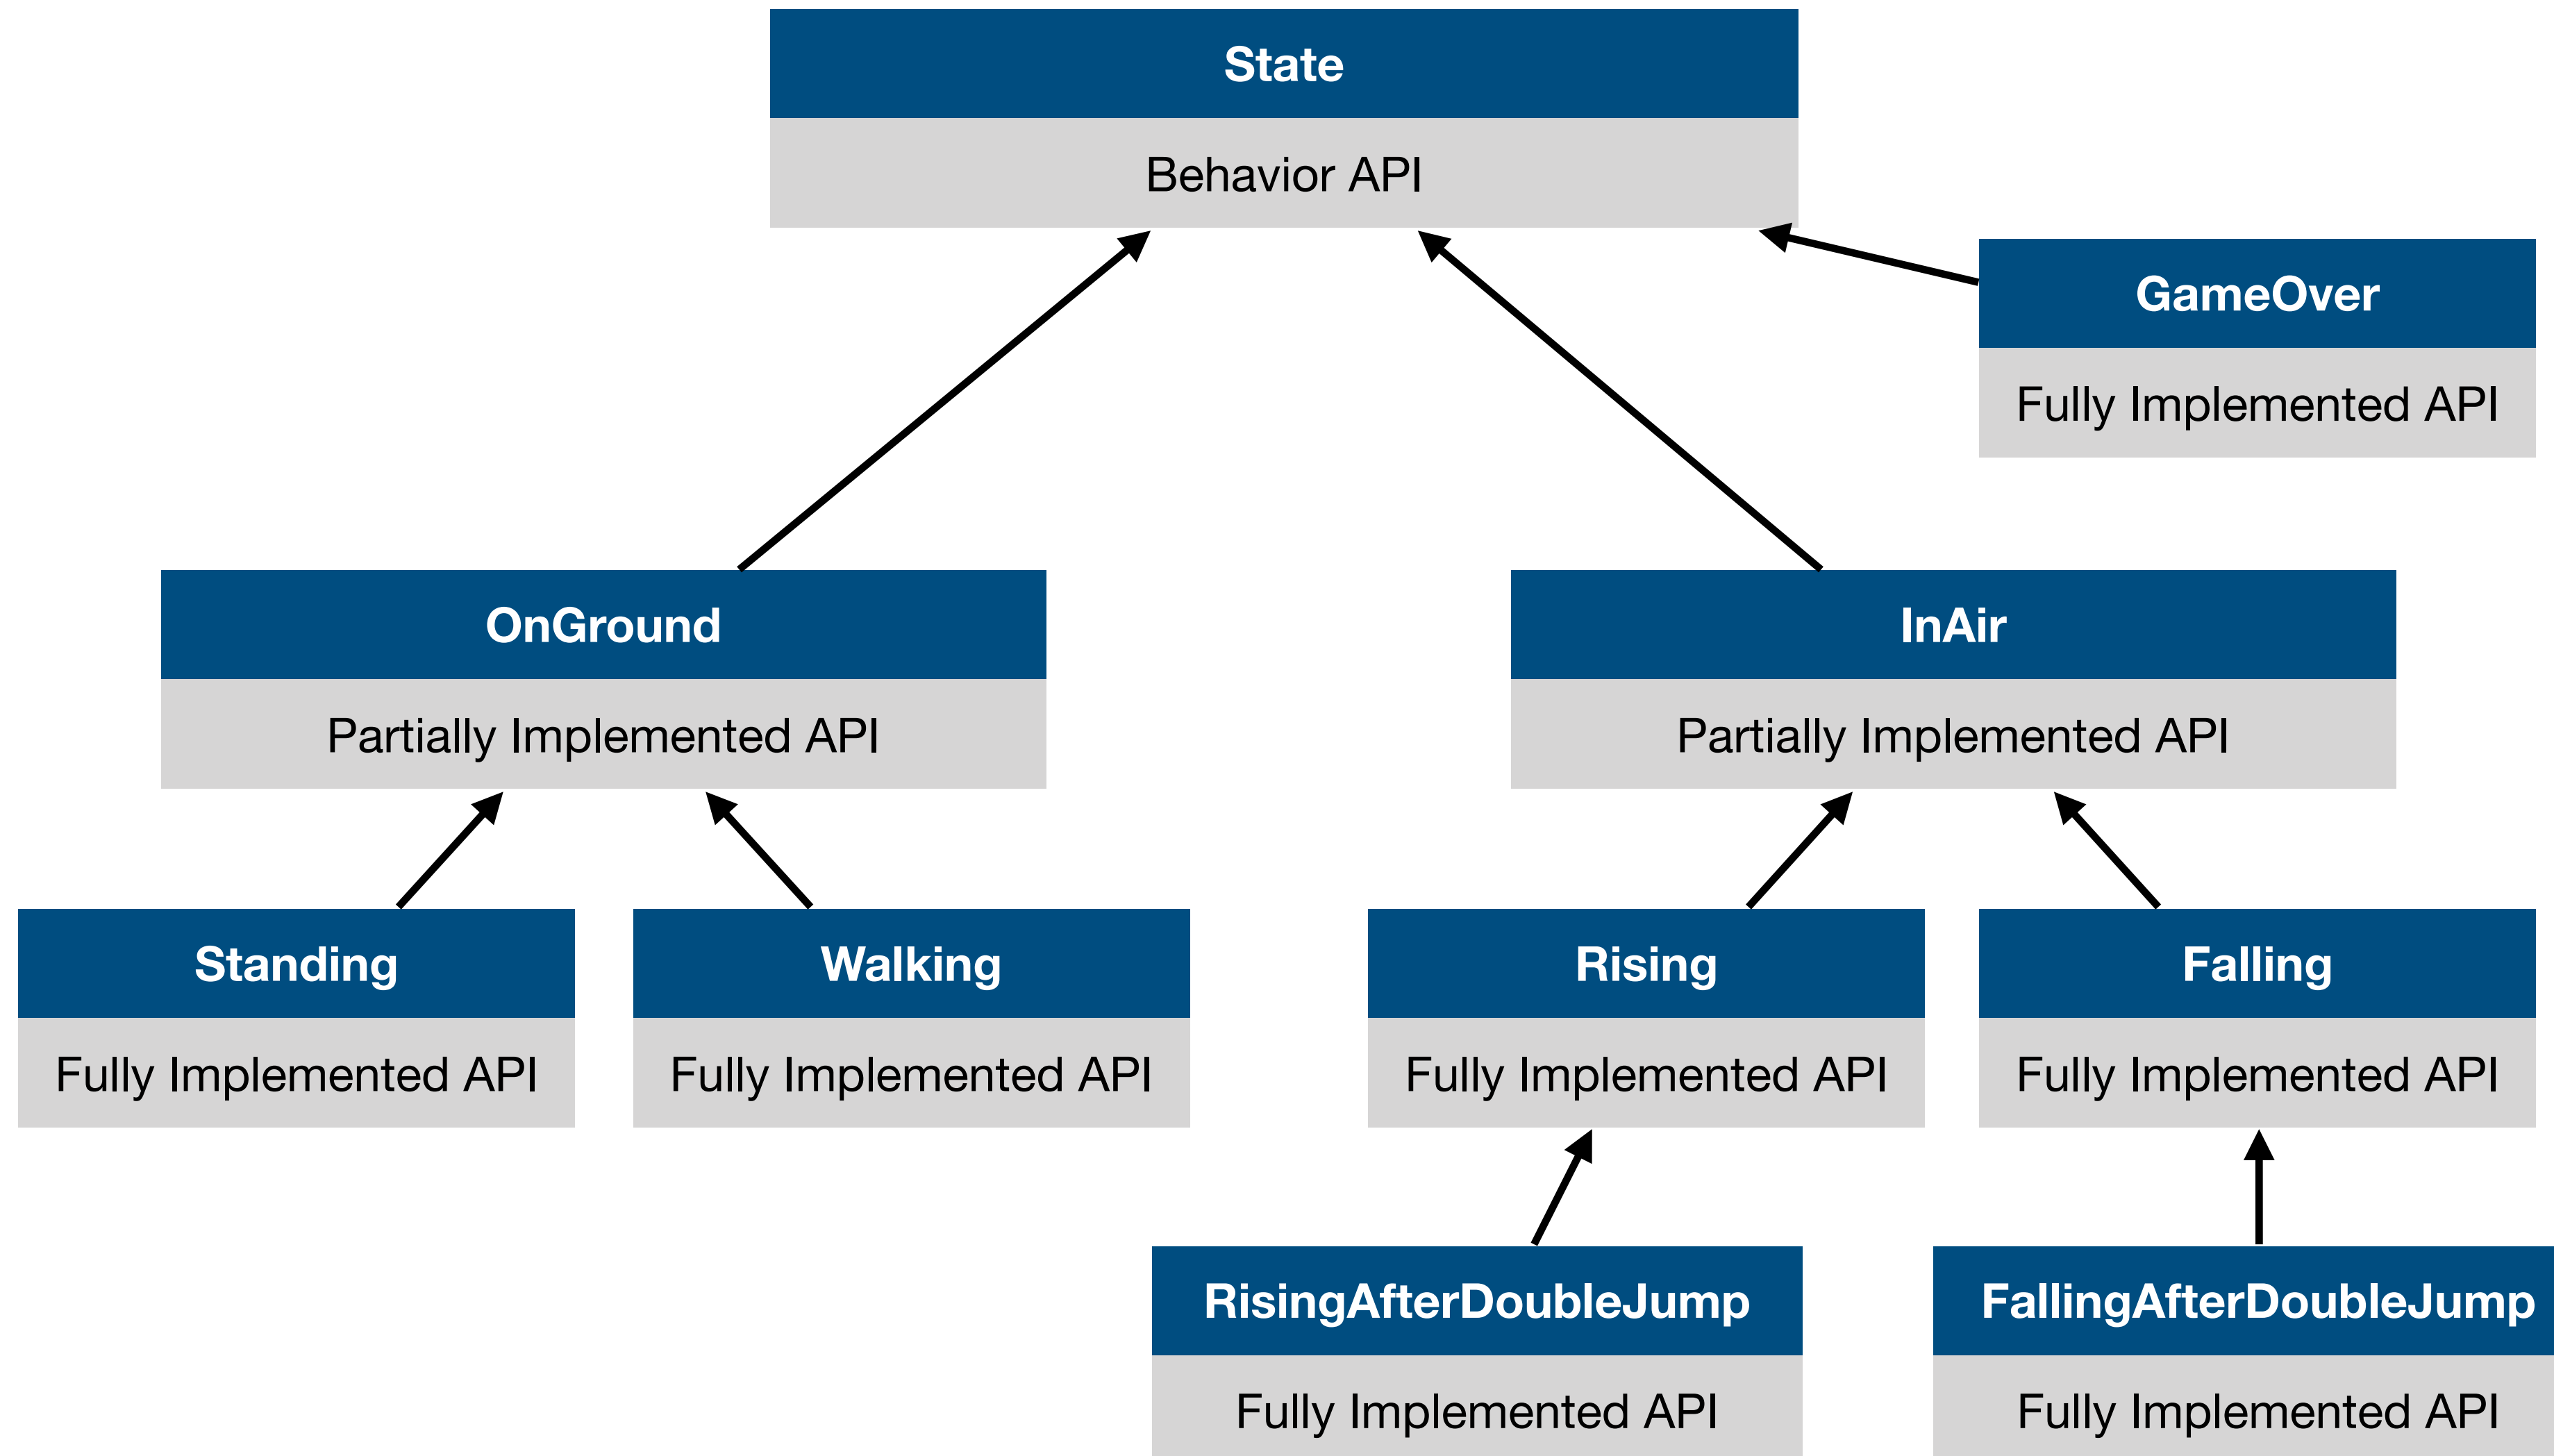 State
Behavior API
GameOver
Fully Implemented API
OnGround
Partially Implemented API
InAir
Partially Implemented API
Standing
Fully Implemented API
Walking
Fully Implemented API
Rising
Fully Implemented API
Falling
Fully Implemented API
RisingAfterDoubleJump
Fully Implemented API
FallingAfterDoubleJump
Fully Implemented API